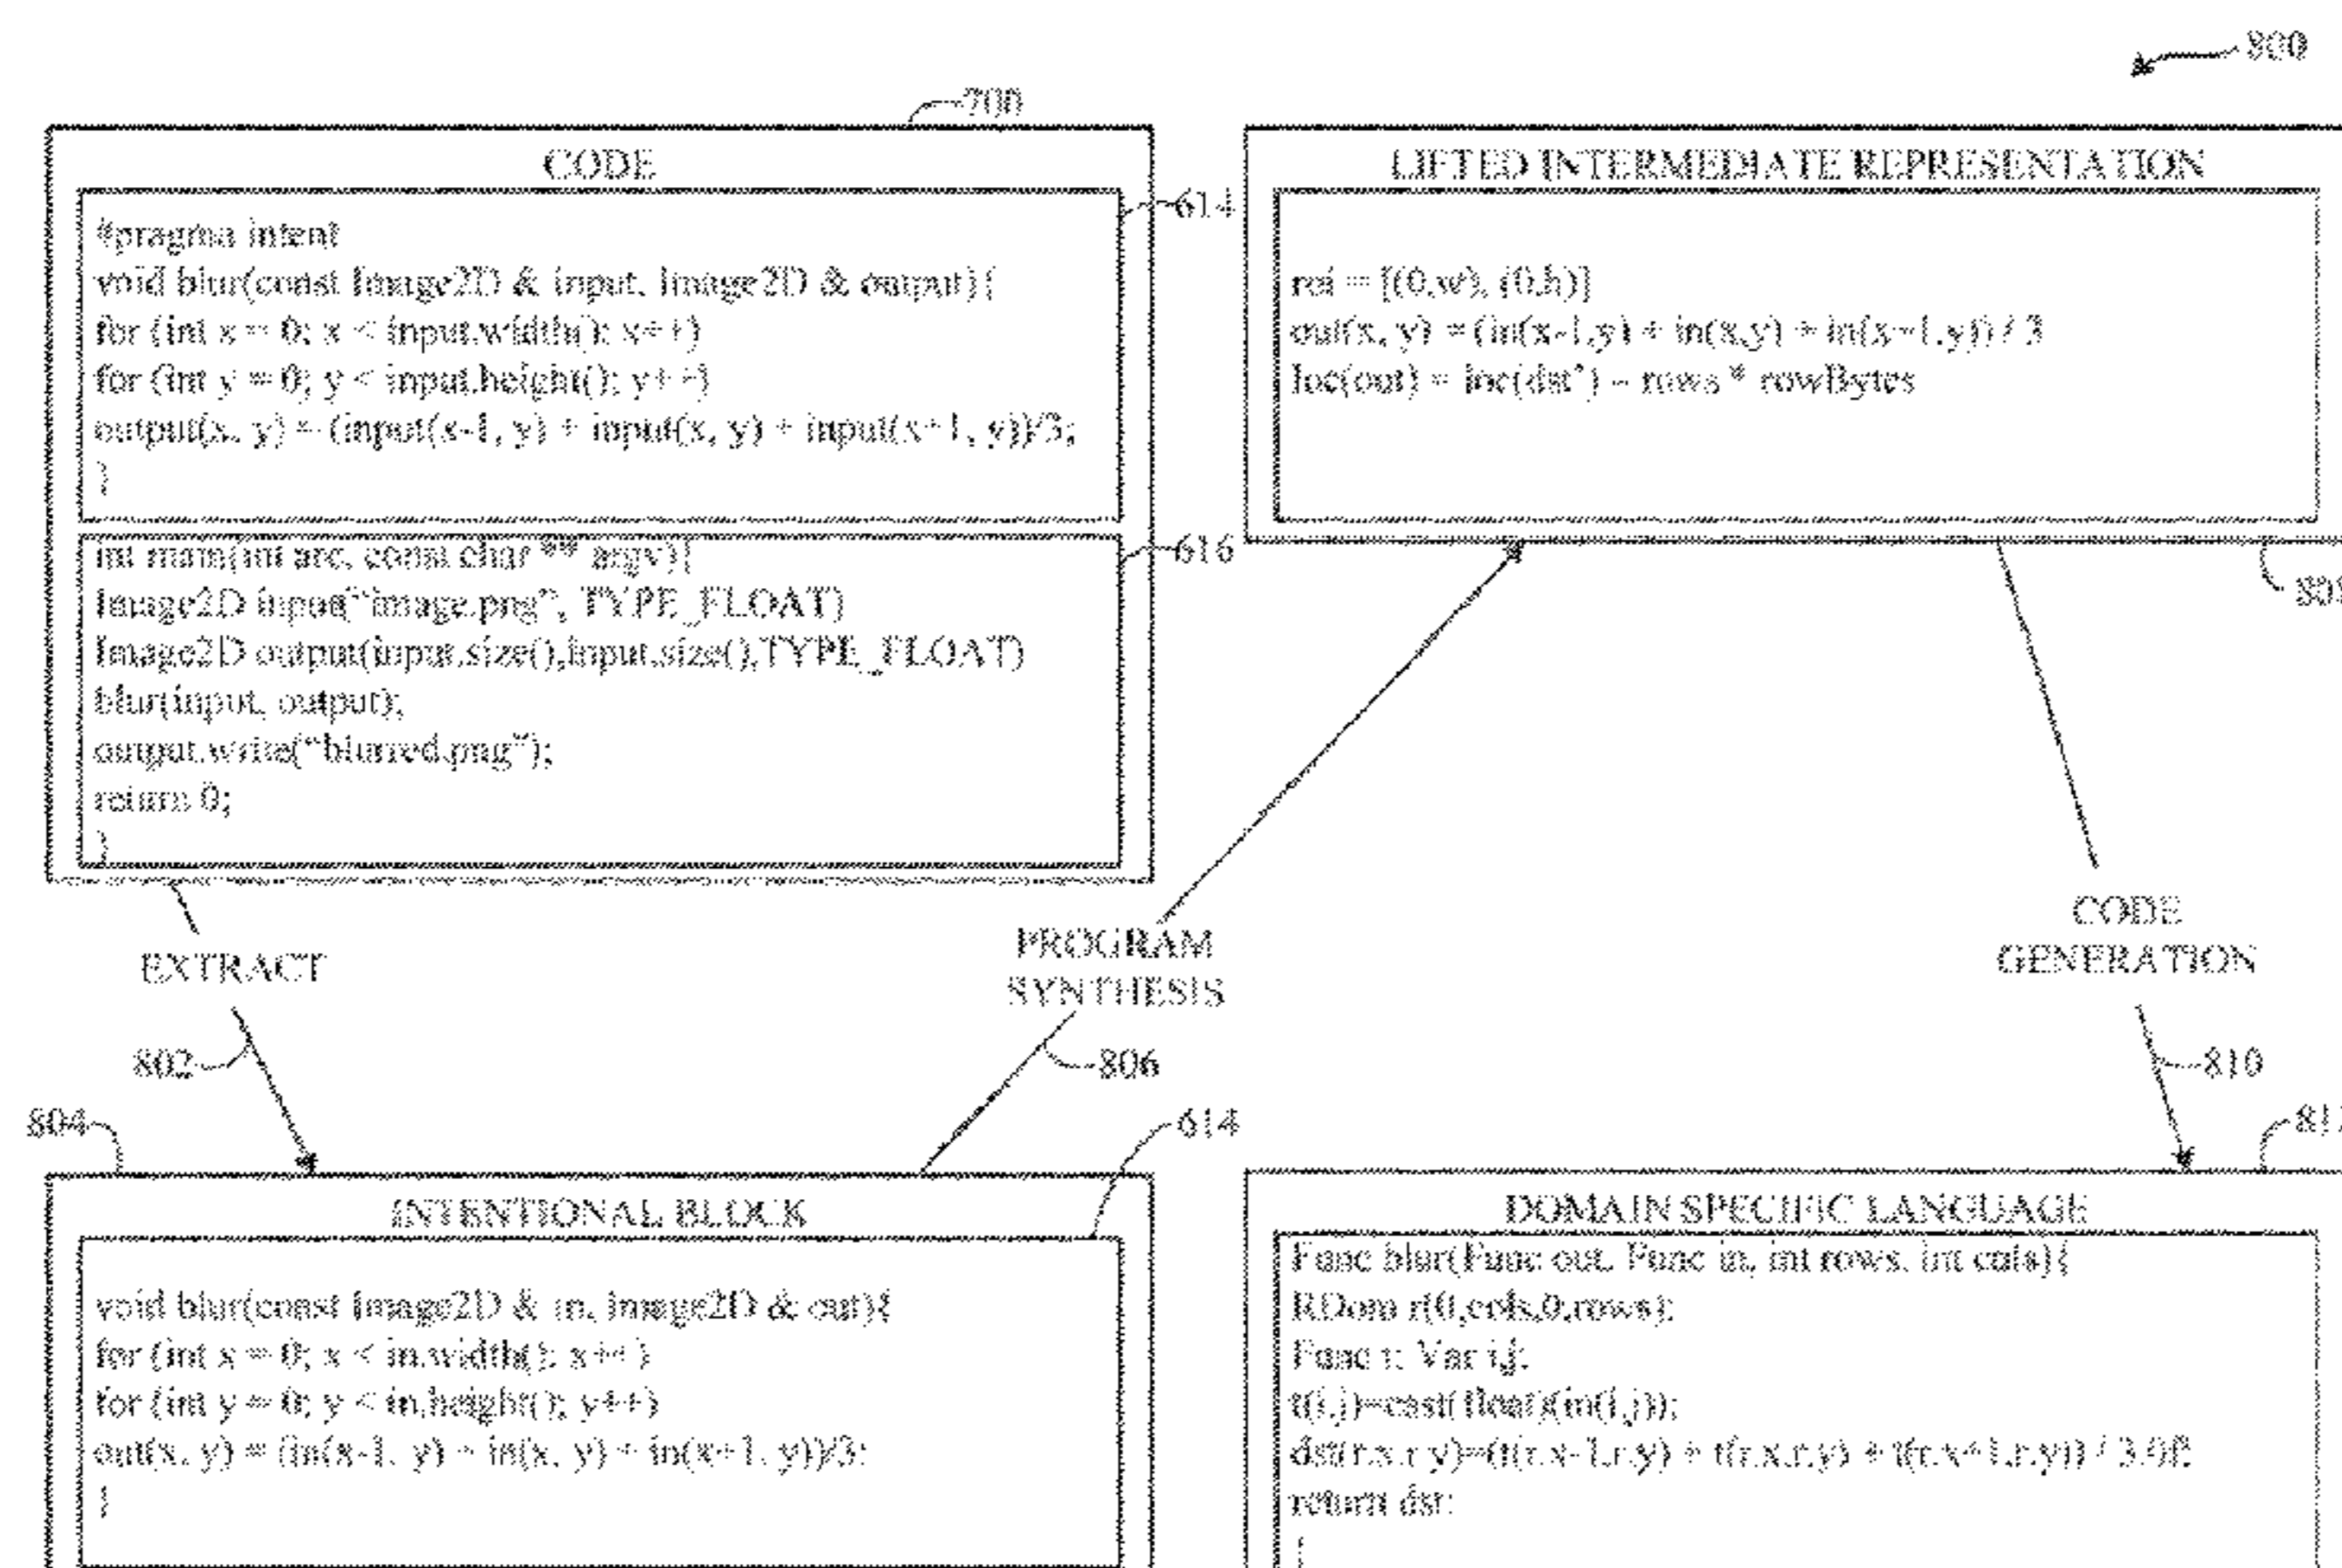 800
700
CODE
614
#pragma intent
void blur(const Image2D & input, Image2D & output){
for (int x = 0; x < input.width(); x++)
for (int y = 0; y < input.height(); y++)
output(x, y) = (input(x-1, y) + input(x, y) + input(x+1, y))/3;
}
616
int main(int arc, const char ** argv){
Image2D input("image.png", TYPE_FLOAT)
Image2D output(input.size(),input.size(),TYPE_FLOAT)
blur(input, output);
output.write("blurred.png");
return 0;
}
LIFTED INTERMEDIATE REPRESENTATION
roi = [(0,w), (0,h)]
out(x, y) =(in(x-1,y) + in(x,y) + in(x+1,y)) / 3
loc(out) = loc(dst*) - rows * rowBytes
EXTRACT
802
PROGRAM
SYNTHESIS
806
CODE
GENERATION
810
804
614
INTENTIONAL BLOCK
void blur(const Image2D & in, Image2D & out){
for (int x = 0; x < in.width(); x++)
for (int y = 0; y < in.height(); y++)
out(x, y) = (in(x-1, y) + in(x, y) + in(x+1, y))/3;
}
DOMAIN SPECIFIC LANGUAGE
Func blur(Func out, Func in, int rows, int cols){
RDom r(0,cols,0,rows);
Func t; Var i,j;
t(i,j)=cast(float)(in(i,j));
dst(r.x,r.y)=(t(r.x-1,r.y) + t(r.x,r.y) + t(r.x+1,r.y)) / 3.0f;
return dst;
}